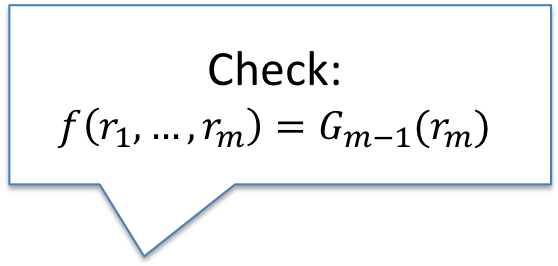 Check:
f(r₁, …, rₘ) = Gₘ₋₁(rₘ)